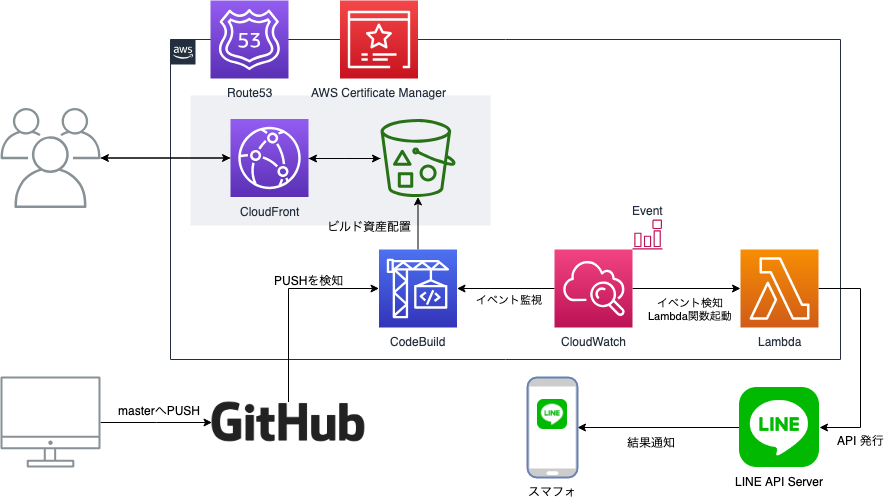 53
aws
Route53
AWS Certificate Manager
CloudFront
ビルド資産配置
Event
PUSHを検知
イベント監視
イベント検知
Lambda関数起動
CodeBuild
CloudWatch
Lambda
masterへPUSH
GitHub
LINE
結果通知
LINE
API 発行
スマフォ
LINE API Server